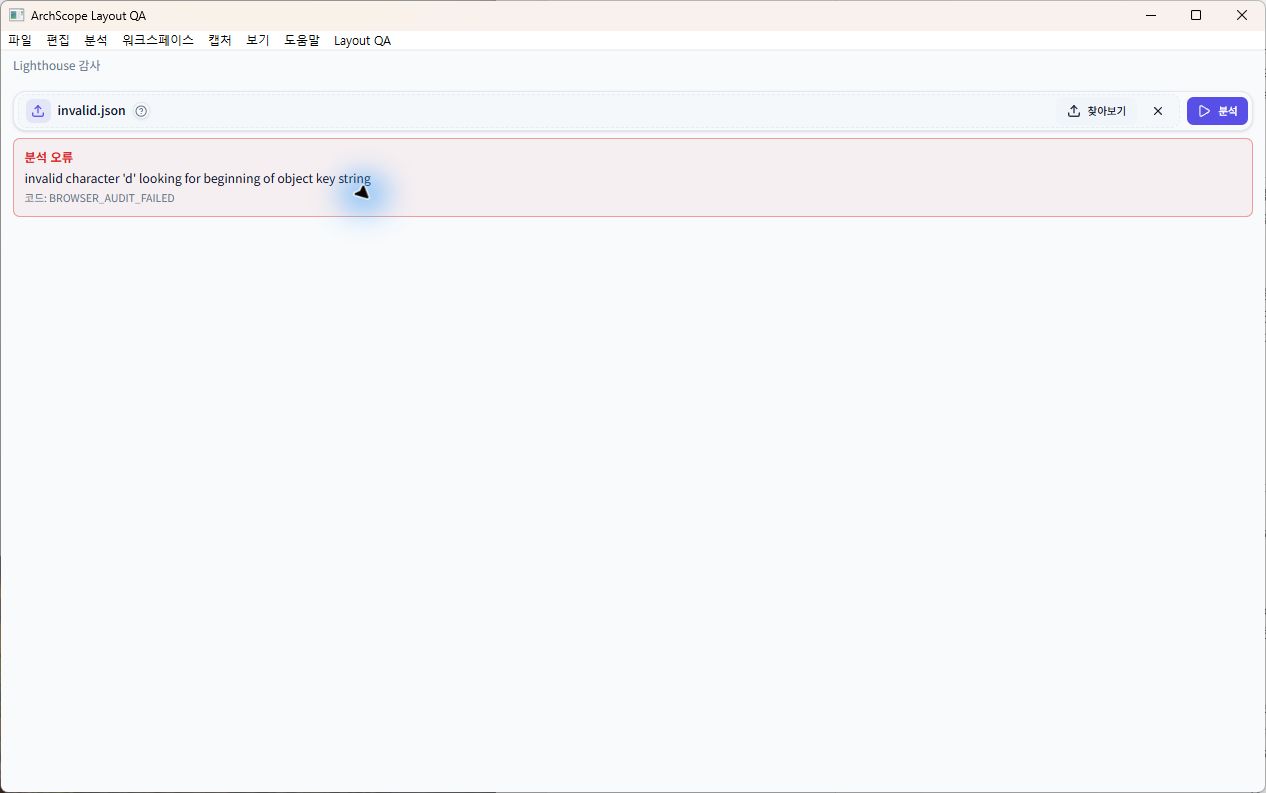 ArchScope Layout QA
파일 편집 분석 워크스페이스 캡처 보기 도움말 Layout QA
Lighthouse 감사
invalid.json 찾아보기 분석
분석 오류
invalid character 'd' looking for beginning of object key string
코드: BROWSER_AUDIT_FAILED